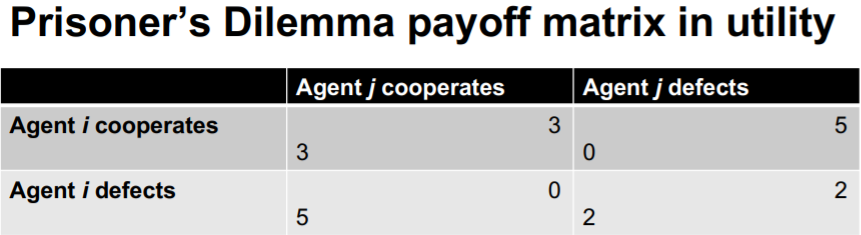 Prisoner's Dilemma payoff matrix in utility
Agent j cooperates Agent j defects
Agent i cooperates 3 5
3 0
Agent i defects 0 2
5 2